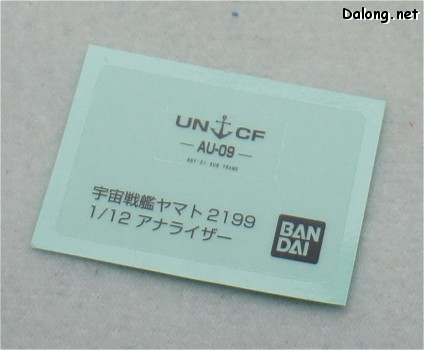 Dalong.net
UN CF
AU-09
宇宙戦艦ヤマト2199
1/12 アナライザー
BAN
DAI